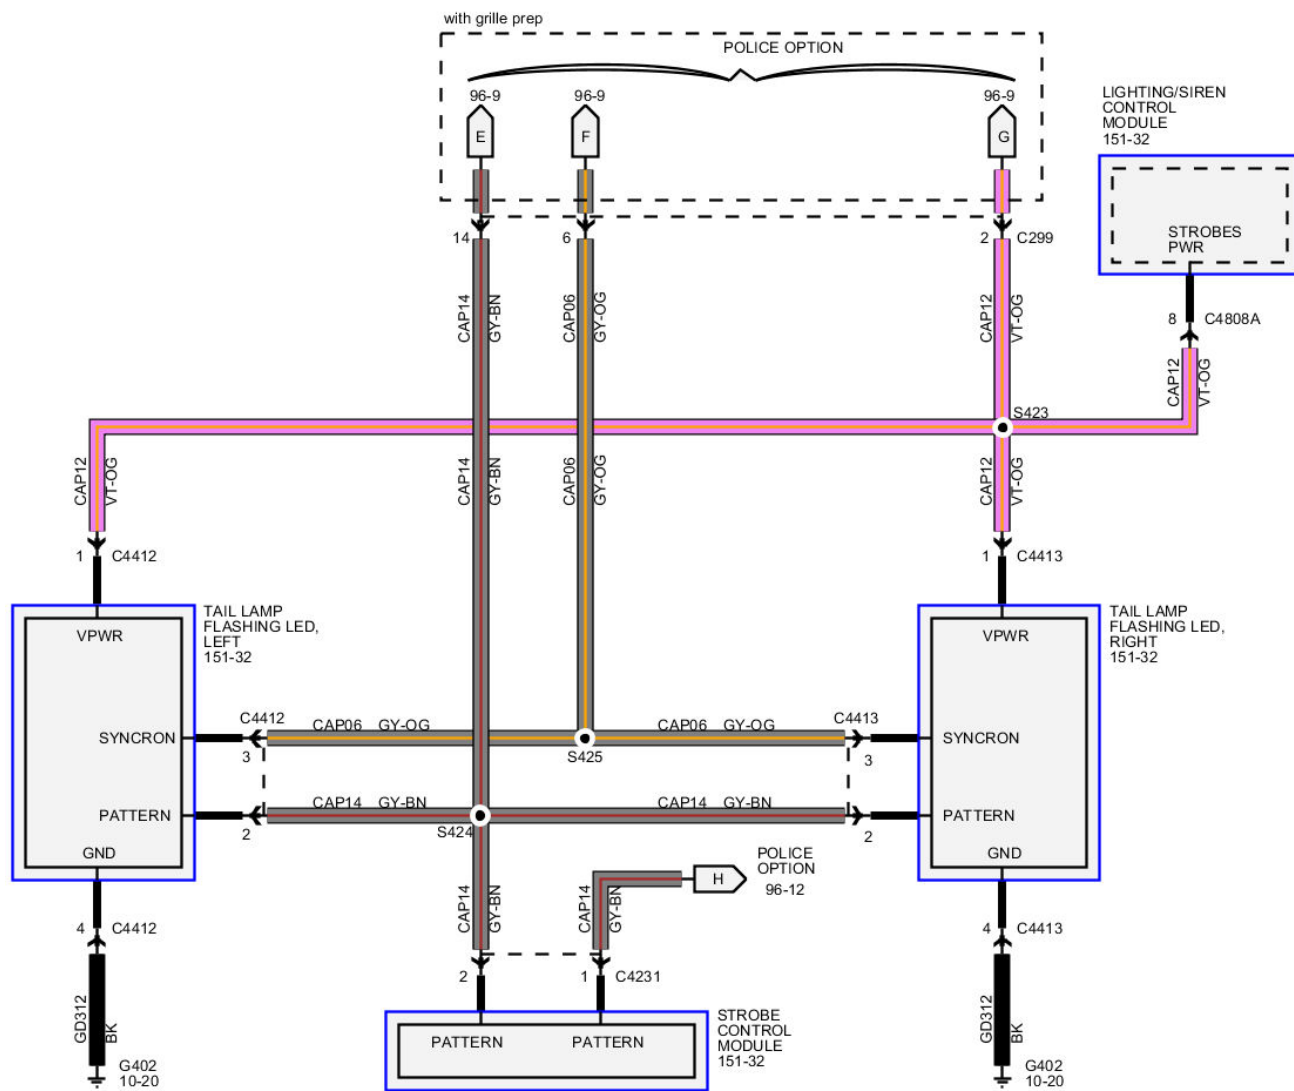 with grille prep
POLICE OPTION
96-9
96-9
96-9
E
F
G
LIGHTING/SIREN
CONTROL
MODULE
151-32
STROBES
PWR
14
6
2
C299
8
C4808A
CAP14
GY-BN
CAP06
GY-OG
CAP12
VT-OG
CAP12
VT-OG
S423
CAP12
VT-OG
CAP14
GY-BN
CAP06
GY-OG
CAP12
VT-OG
1
C4412
1
C4413
TAIL LAMP
FLASHING LED,
LEFT
151-32
VPWR
TAIL LAMP
FLASHING LED,
RIGHT
151-32
VPWR
SYNCRON
C4412
3
CAP06 GY-OG
S425
CAP06 GY-OG
C4413
3
SYNCRON
PATTERN
2
CAP14 GY-BN
S424
CAP14 GY-BN
2
PATTERN
GND
GND
POLICE
OPTION
96-12
H
CAP14
GY-BN
CAP14
GY-BN
4
C4412
4
C4413
2
1
C4231
GD312
BK
GD312
BK
STROBE
CONTROL
MODULE
151-32
PATTERN
PATTERN
G402
10-20
G402
10-20